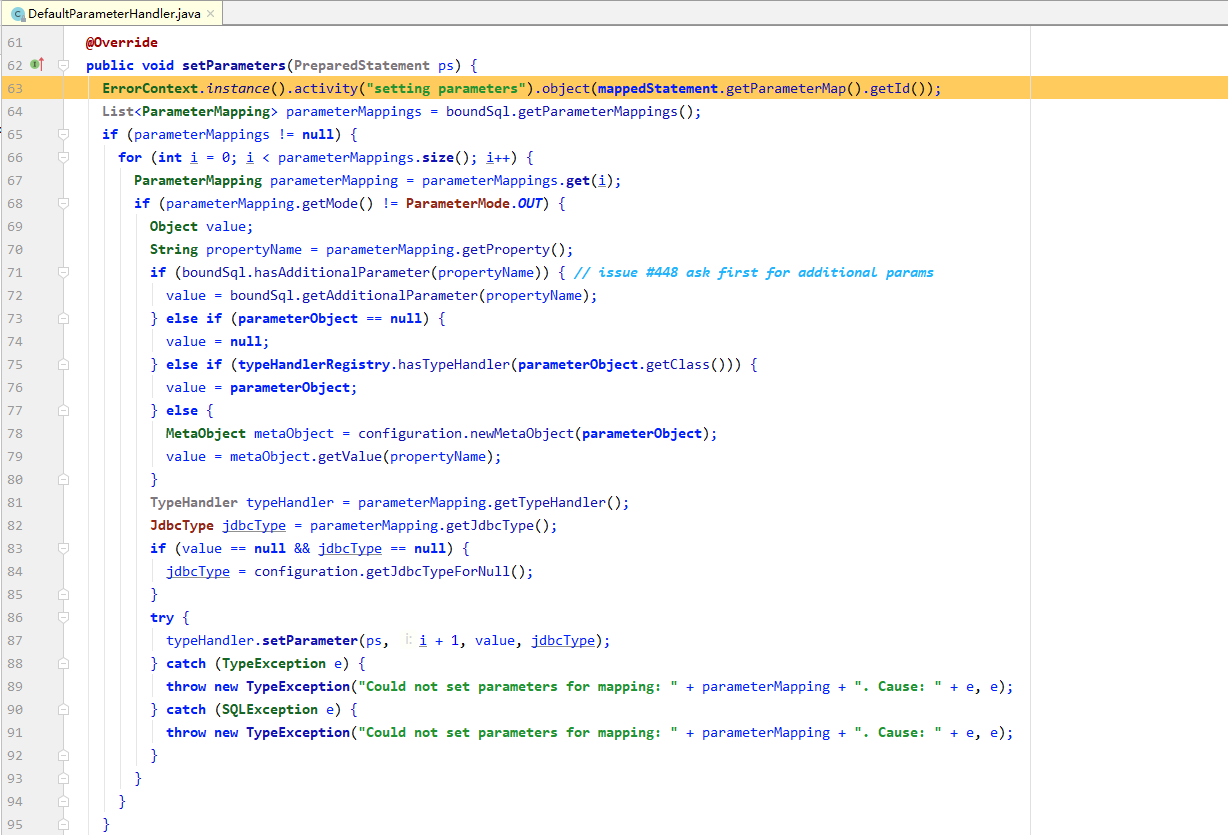 DefaultParameterHandler.java
61 @Override
62 public void setParameters(PreparedStatement ps) {
63 ErrorContext.instance().activity("setting parameters").object(mappedStatement.getParameterMap().getId());
64 List<ParameterMapping> parameterMappings = boundSql.getParameterMappings();
65 if (parameterMappings != null) {
66 for (int i = 0; i < parameterMappings.size(); i++) {
67 ParameterMapping parameterMapping = parameterMappings.get(i);
68 if (parameterMapping.getMode() != ParameterMode.OUT) {
69 Object value;
70 String propertyName = parameterMapping.getProperty();
71 if (boundSql.hasAdditionalParameter(propertyName)) { // issue #448 ask first for additional params
72 value = boundSql.getAdditionalParameter(propertyName);
73 } else if (parameterObject == null) {
74 value = null;
75 } else if (typeHandlerRegistry.hasTypeHandler(parameterObject.getClass())) {
76 value = parameterObject;
77 } else {
78 MetaObject metaObject = configuration.newMetaObject(parameterObject);
79 value = metaObject.getValue(propertyName);
80 }
81 TypeHandler typeHandler = parameterMapping.getTypeHandler();
82 JdbcType jdbcType = parameterMapping.getJdbcType();
83 if (value == null && jdbcType == null) {
84 jdbcType = configuration.getJdbcTypeForNull();
85 }
86 try {
87 typeHandler.setParameter(ps, i: i + 1, value, jdbcType);
88 } catch (TypeException e) {
89 throw new TypeException("Could not set parameters for mapping: " + parameterMapping + ". Cause: " + e, e);
90 } catch (SQLException e) {
91 throw new TypeException("Could not set parameters for mapping: " + parameterMapping + ". Cause: " + e, e);
92 }
93 }
94 }
95 }